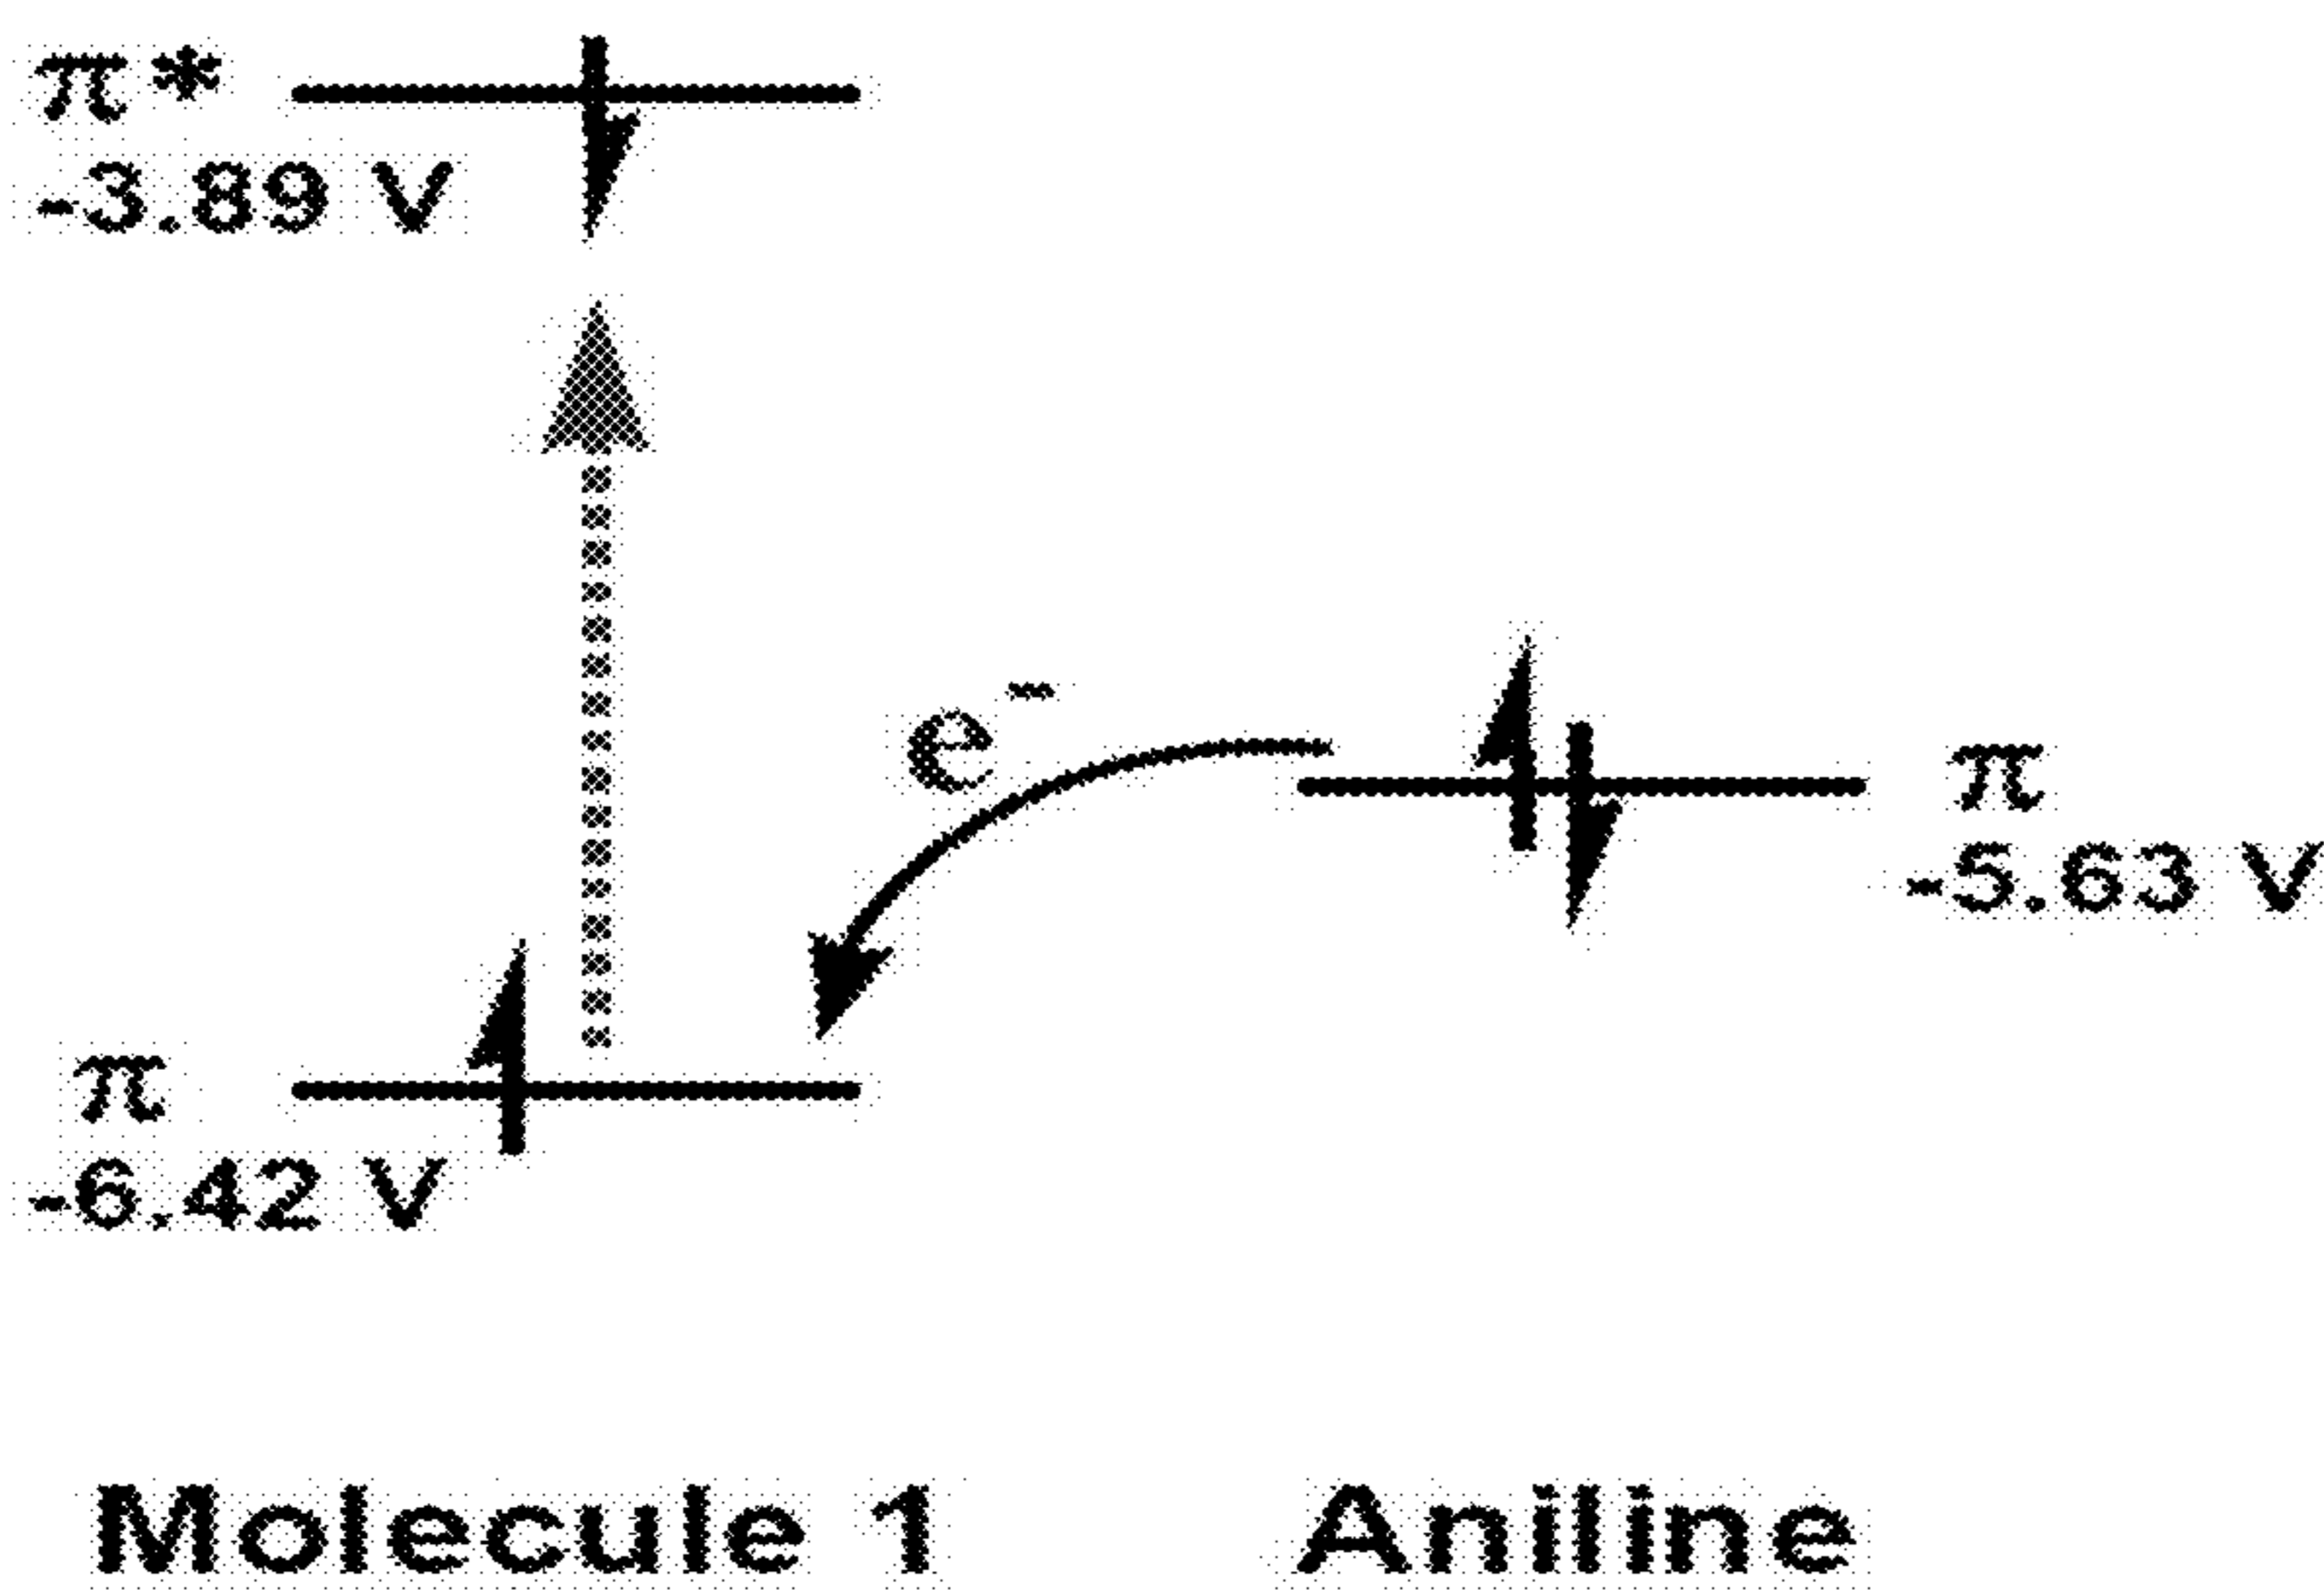 π*
-3.89 V
e⁻
π
-5.63 V
π
-6.42 V
Molecule 1
Aniline